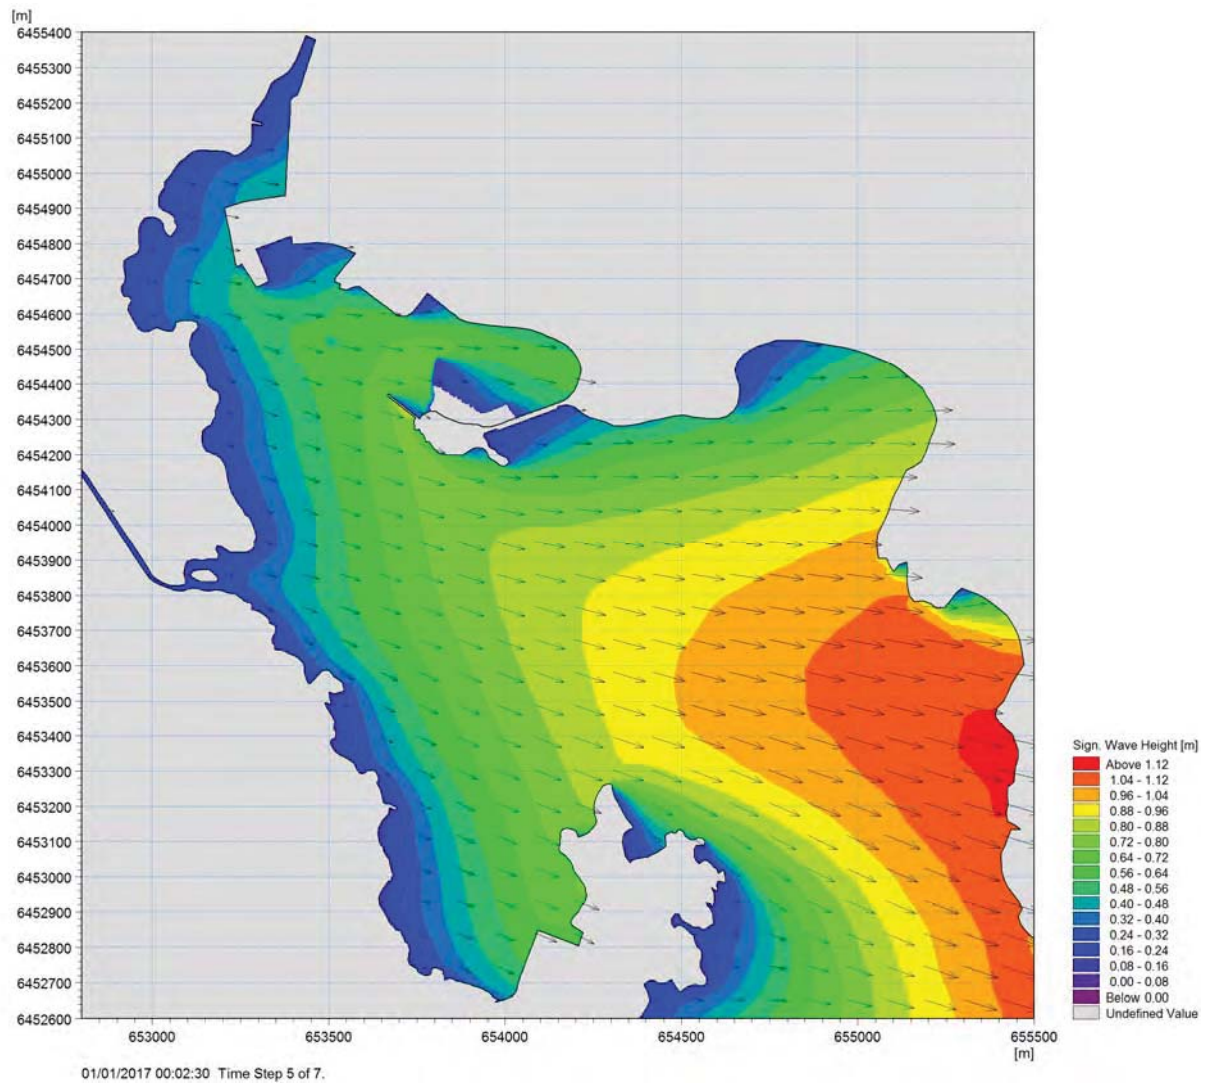 [m]
6455400
6455300
6455200
6455100
6455000
6454900
6454800
6454700
6454600
6454500
6454400
6454300
6454200
6454100
6454000
6453900
6453800
6453700
6453600
6453500
6453400
6453300
6453200
6453100
6453000
6452900
6452800
6452700
6452600
653000 653500 654000 654500 655000 655500
[m]
Sign. Wave Height [m]
Above 1.12
1.04 - 1.12
0.96 - 1.04
0.88 - 0.96
0.80 - 0.88
0.72 - 0.80
0.64 - 0.72
0.56 - 0.64
0.48 - 0.56
0.40 - 0.48
0.32 - 0.40
0.24 - 0.32
0.16 - 0.24
0.08 - 0.16
0.00 - 0.08
Below 0.00
Undefined Value
01/01/2017 00:02:30 Time Step 5 of 7.